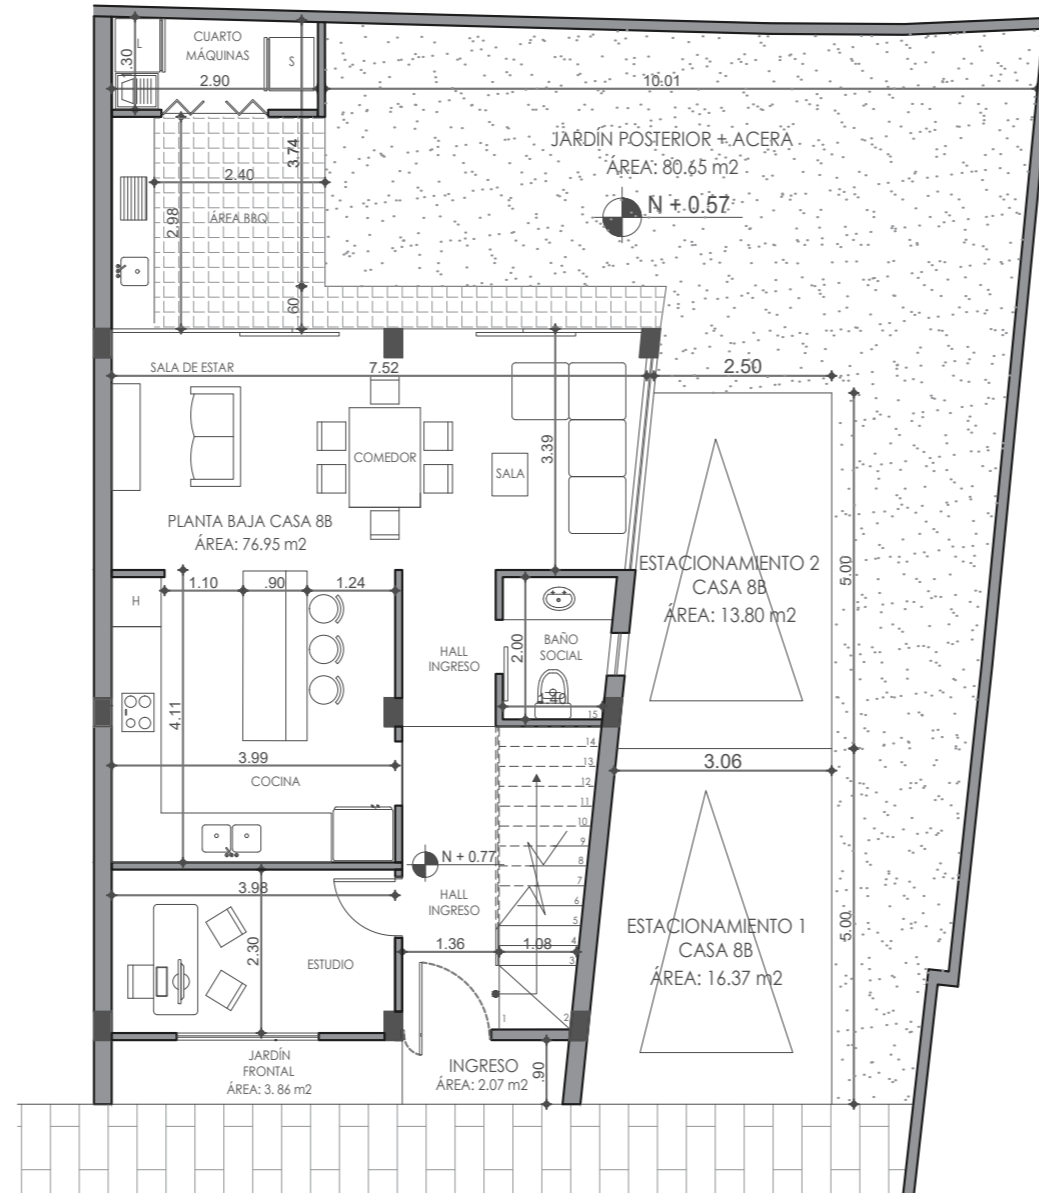 CUARTO
MÁQUINAS
L
S
.30
2.90
10.01
3.74
2.40
JARDÍN POSTERIOR + ACERA
ÁREA: 80.65 m2
N + 0.57
2.98
ÁREA BBQ
.60
SALA DE ESTAR
7.52
2.50
3.39
COMEDOR
SALA
PLANTA BAJA CASA 8B
ÁREA: 76.95 m2
ESTACIONAMIENTO 2
CASA 8B
ÁREA: 13.80 m2
5.00
1.10
.90
1.24
H
HALL
INGRESO
2.00
BAÑO
SOCIAL
1.40
15
4.11
14
13
12
11
10
9
8
7
6
5
4
3
2
1
3.99
COCINA
3.06
N + 0.77
HALL
INGRESO
3.98
2.30
ESTUDIO
1.36
1.08
ESTACIONAMIENTO 1
CASA 8B
ÁREA: 16.37 m2
5.00
JARDÍN
FRONTAL
ÁREA: 3.86 m2
INGRESO
ÁREA: 2.07 m2
.90